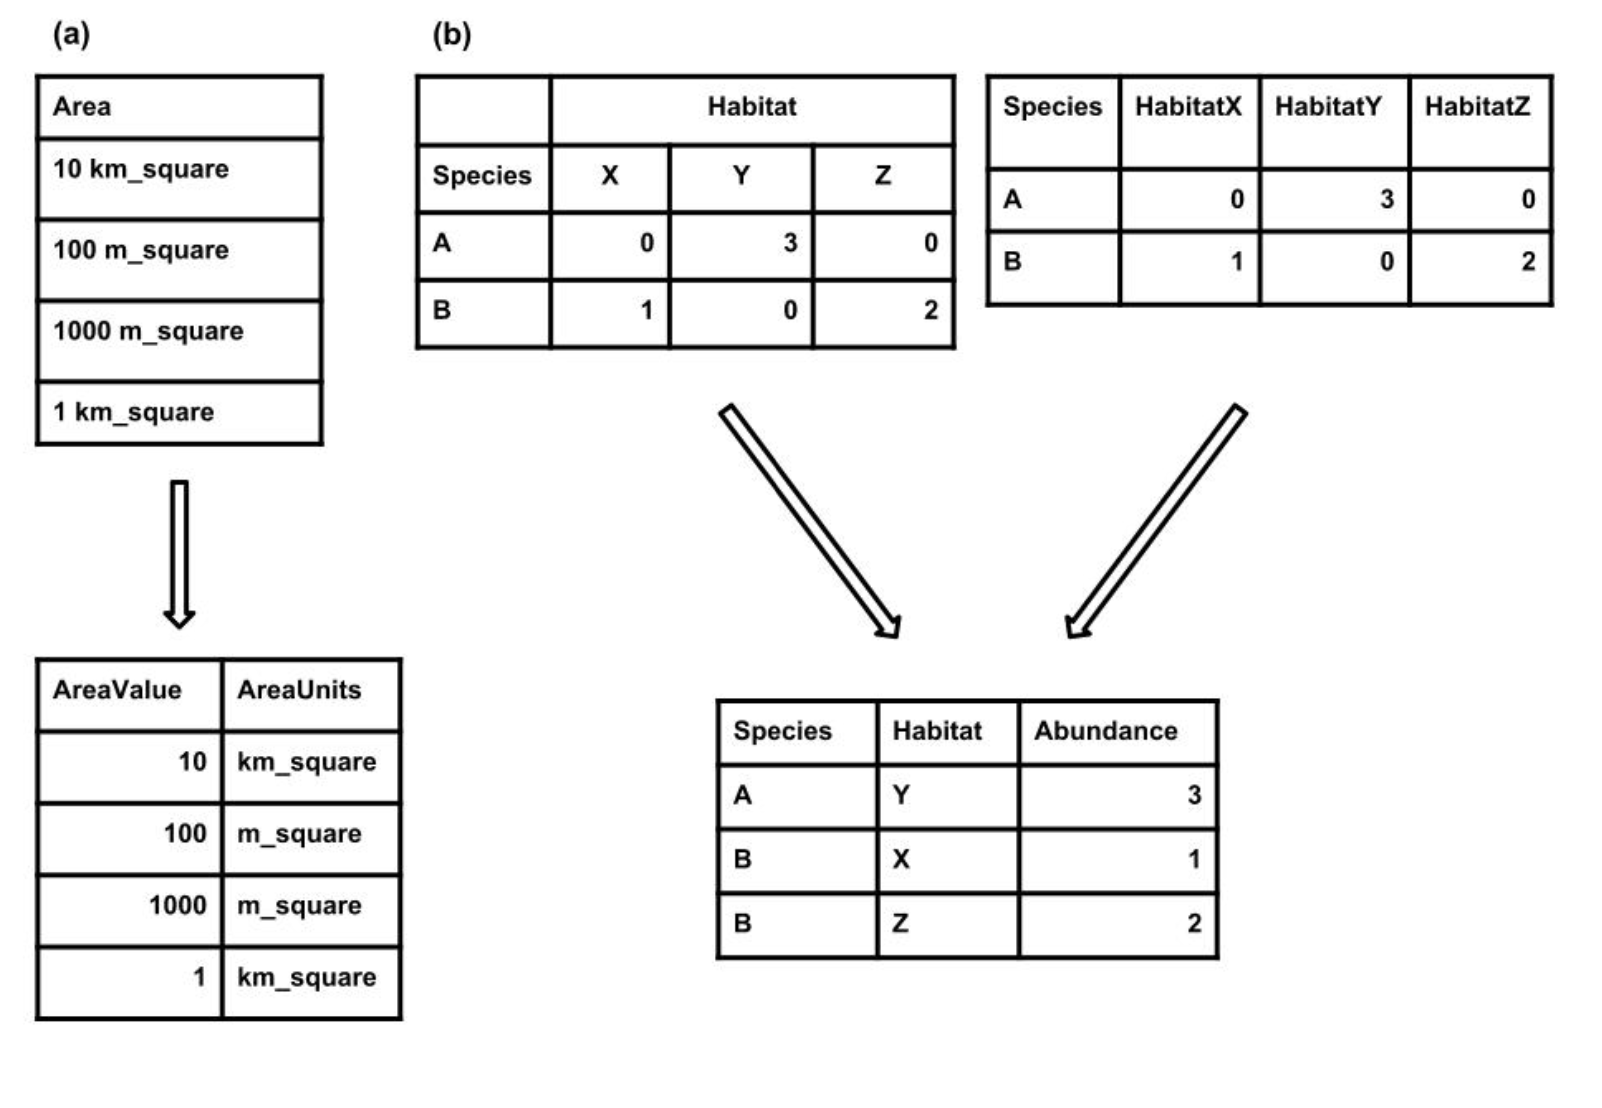 (a)
Area
10 km_square
100 m_square
1000 m_square
1 km_square
AreaValue AreaUnits
10 km_square
100 m_square
1000 m_square
1 km_square
(b)
Habitat
Species X Y Z
A 0 3 0
B 1 0 2
Species HabitatX HabitatY HabitatZ
A 0 3 0
B 1 0 2
Species Habitat Abundance
A Y 3
B X 1
B Z 2